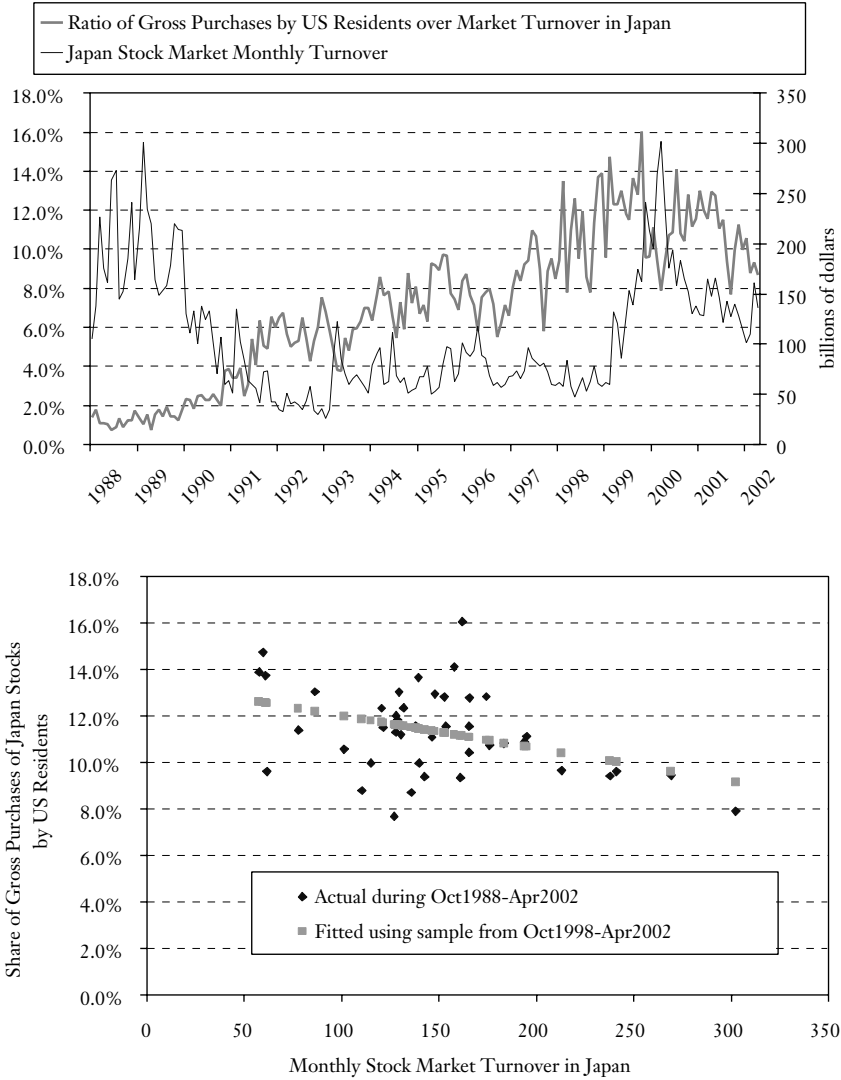 Ratio of Gross Purchases by US Residents over Market Turnover in Japan
Japan Stock Market Monthly Turnover
18.0%
16.0%
14.0%
12.0%
10.0%
8.0%
6.0%
4.0%
2.0%
0.0%
350
300
250
200
150
100
50
0
billions of dollars
1988 1989 1990 1991 1992 1993 1994 1995 1996 1997 1998 1999 2000 2001 2002
Share of Gross Purchases of Japan Stocks
by US Residents
18.0%
16.0%
14.0%
12.0%
10.0%
8.0%
6.0%
4.0%
2.0%
0.0%
Actual during Oct1988-Apr2002
Fitted using sample from Oct1998-Apr2002
0 50 100 150 200 250 300 350
Monthly Stock Market Turnover in Japan